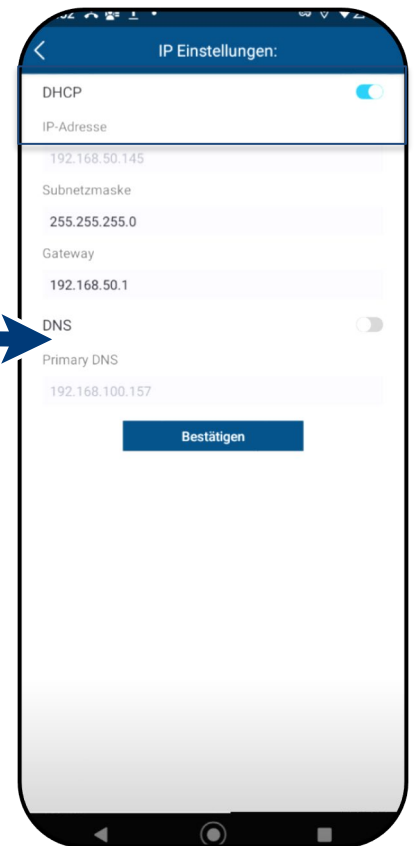 IP Einstellungen:
DHCP
IP-Adresse
192.168.50.145
Subnetzmaske
255.255.255.0
Gateway
192.168.50.1
DNS
Primary DNS
192.168.100.157
Bestätigen